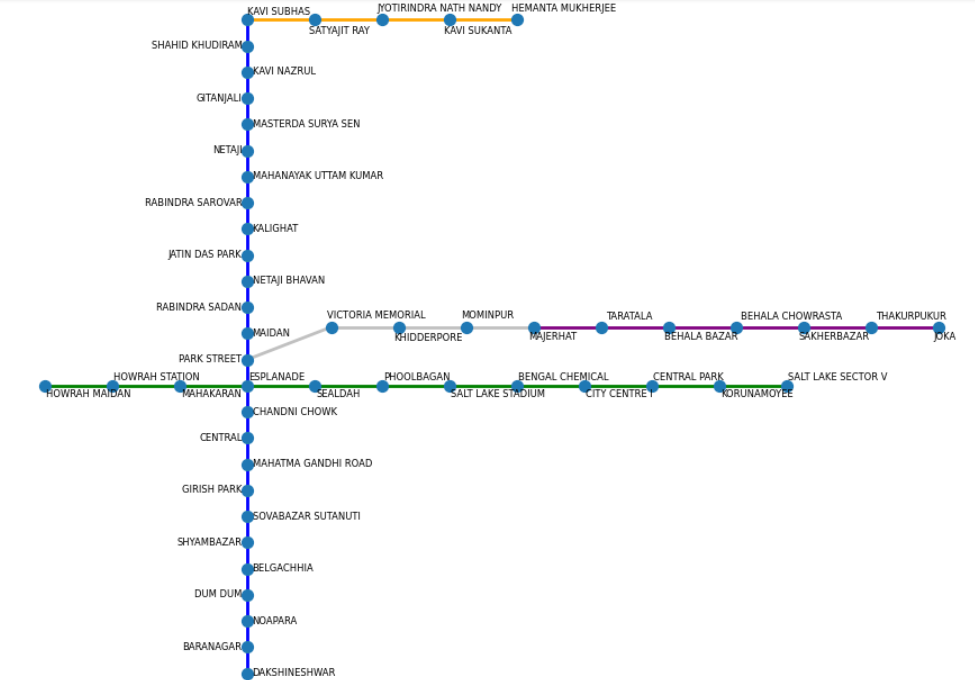 KAVI SUBHAS
JYOTIRINDRA NATH NANDY
HEMANTA MUKHERJEE
SATYAJIT RAY
KAVI SUKANTA
SHAHID KHUDIRAM
KAVI NAZRUL
GITANJALI
MASTERDA SURYA SEN
NETAJI
MAHANAYAK UTTAM KUMAR
RABINDRA SAROVAR
KALIGHAT
JATIN DAS PARK
NETAJI BHAVAN
RABINDRA SADAN
VICTORIA MEMORIAL
MOMINPUR
TARATALA
BEHALA CHOWRASTA
THAKURPUKUR
MAIDAN
KHIDDERPORE
MAJERHAT
BEHALA BAZAR
SAKHERBAZAR
JOKA
PARK STREET
HOWRAH STATION
ESPLANADE
PHOOLBAGAN
BENGAL CHEMICAL
CENTRAL PARK
SALT LAKE SECTOR V
HOWRAH MAIDAN
MAHAKARAN
SEALDAH
SALT LAKE STADIUM
CITY CENTRE I
KORUNAMOYEE
CHANDNI CHOWK
CENTRAL
MAHATMA GANDHI ROAD
GIRISH PARK
SOVABAZAR SUTANUTI
SHYAMBAZAR
BELGACHHIA
DUM DUM
NOAPARA
BARANAGAR
DAKSHINESHWAR